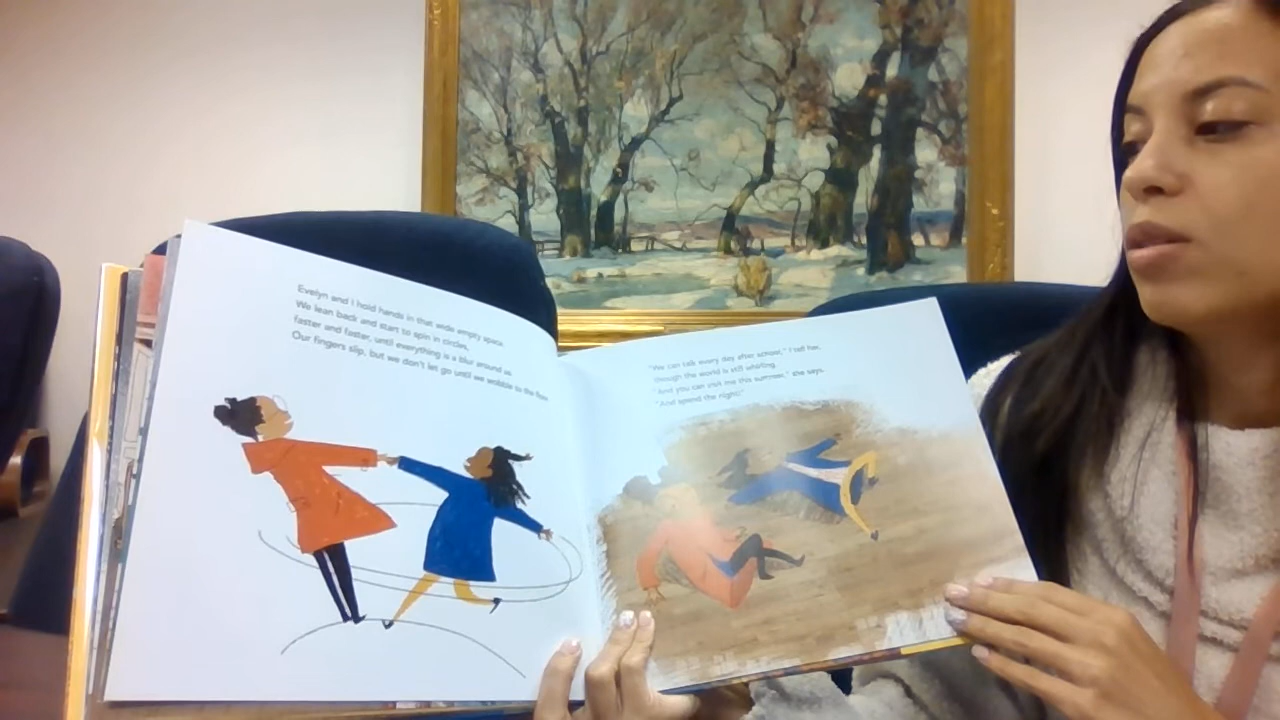 Evelyn and I hold hands in that wide empty space.
We lean back and start to spin in circles,
faster and faster, until everything is a blur around us.
Our fingers slip, but we don't let go until we wobble to the floor.
"We can talk every day after school," I tell her,
through the world is still whirling.
"And you can visit me this summer," she says.
"And spend the night!"